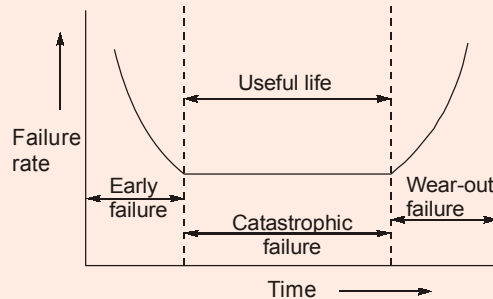 Useful life
Failure
rate
Early
failure
Wear-out
failure
Catastrophic
failure
Time